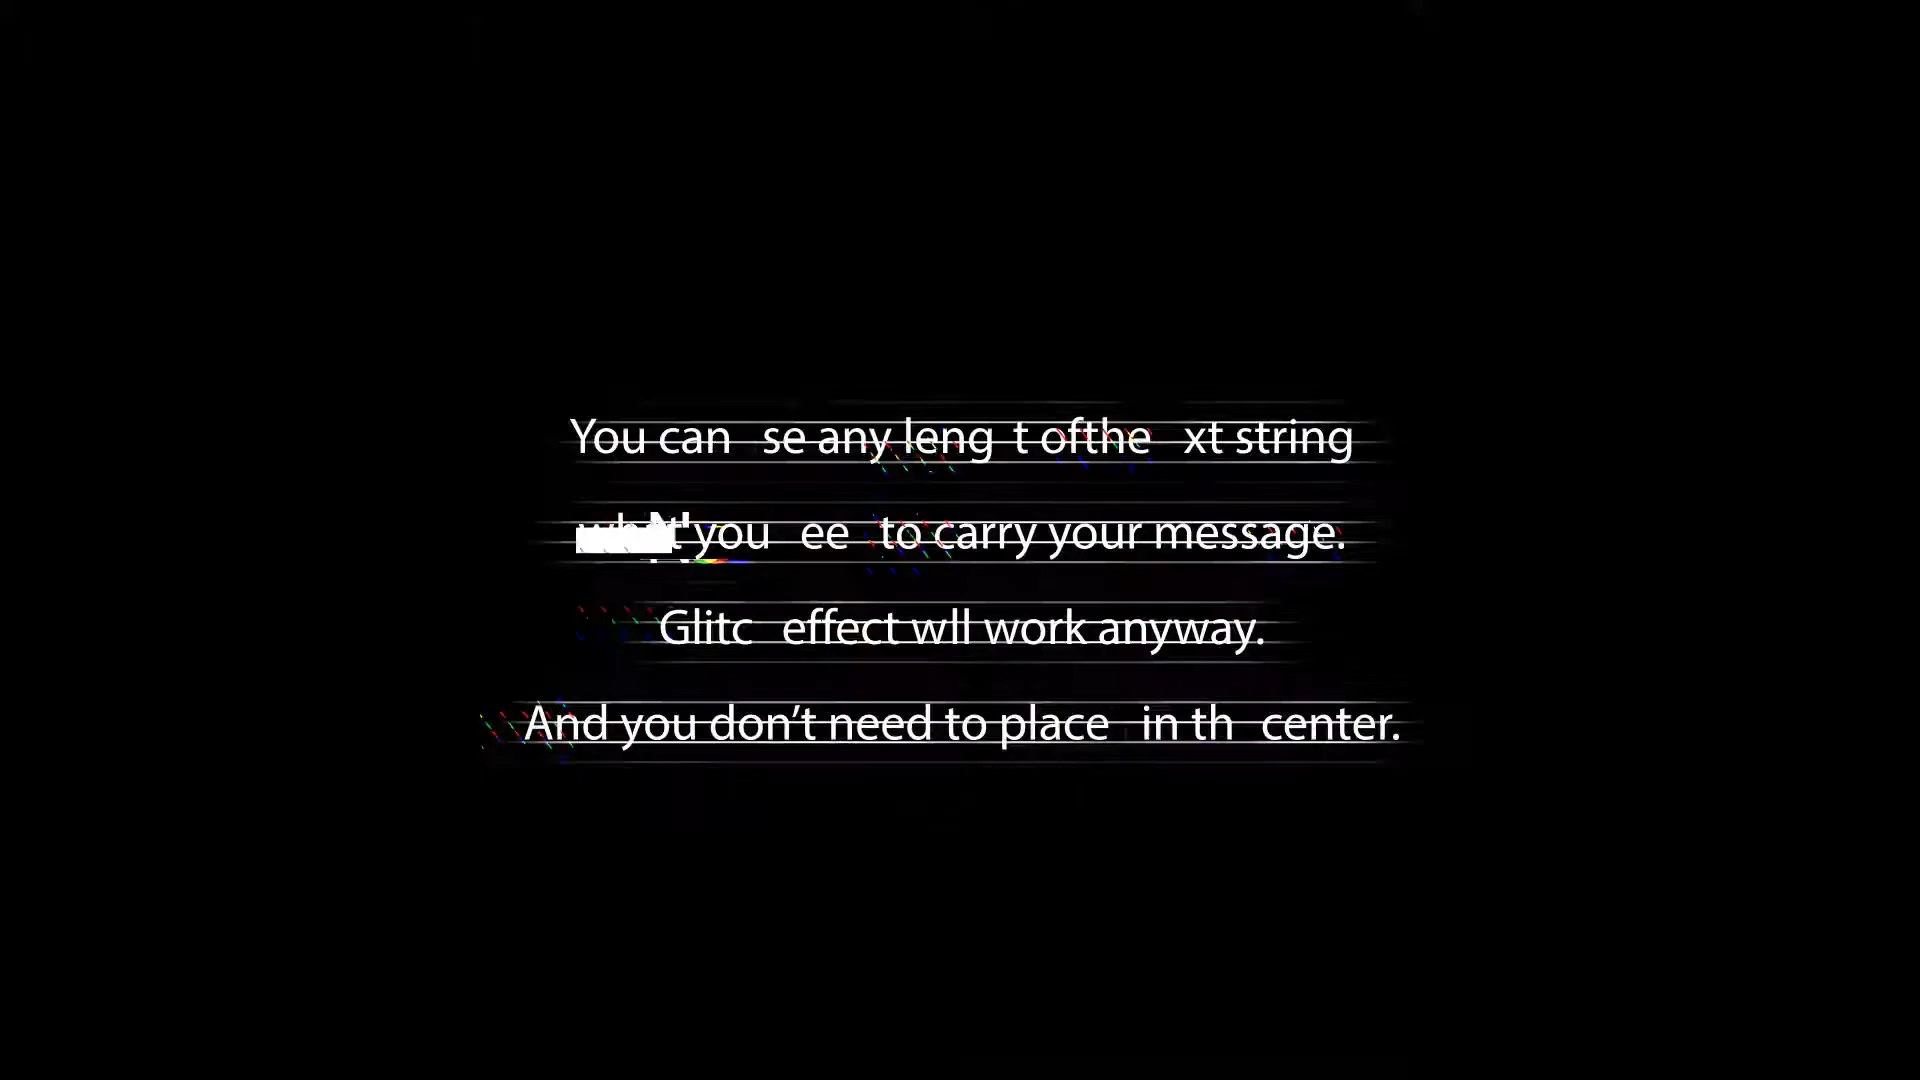 You can se any leng t ofthe xt string
what you ee to carry your message.
Glitc effect wll work anyway.
And you don’t need to place in th center.